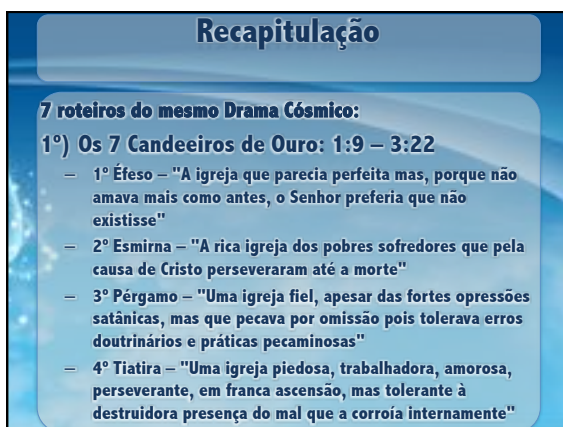 Recapitulação
7 roteiros do mesmo Drama Cósmico:
1º) Os 7 Candeeiros de Ouro: 1:9 – 3:22
– 1º Éfeso – "A igreja que parecia perfeita mas, porque não
amava mais como antes, o Senhor preferia que não
existisse"
– 2º Esmirna – "A rica igreja dos pobres sofredores que pela
causa de Cristo perseveraram até a morte"
– 3º Pérgamo – "Uma igreja fiel, apesar das fortes opressões
satânicas, mas que pecava por omissão pois tolerava erros
doutrinários e práticas pecaminosas"
– 4º Tiatira – "Uma igreja piedosa, trabalhadora, amorosa,
perseverante, em franca ascensão, mas tolerante à
destruidora presença do mal que a corroía internamente"